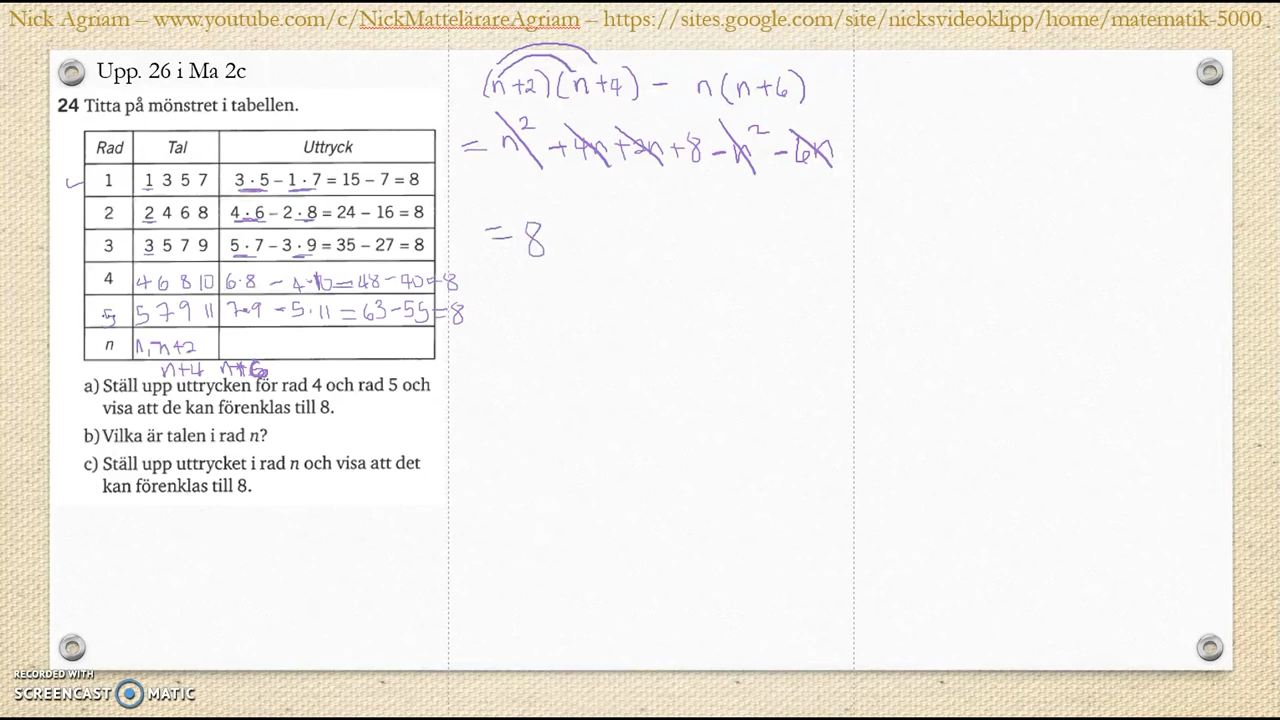 Nick Agriam – www.youtube.com/c/NickMattelärareAgriam – https://sites.google.com/site/nicksvideoklipp/home/matematik-5000
Upp. 26 i Ma 2c
24 Titta på mönstret i tabellen.
Rad Tal Uttryck
1 1 3 5 7 3 · 5 – 1 · 7 = 15 – 7 = 8
2 2 4 6 8 4 · 6 – 2 · 8 = 24 – 16 = 8
3 3 5 7 9 5 · 7 – 3 · 9 = 35 – 27 = 8
4 4 6 8 10 6·8 – 4·10 = 48 – 40 = 8
5 5 7 9 11 7·9 – 5·11 = 63 – 55 = 8
n n, n+2
n+4 n+6
a) Ställ upp uttrycken för rad 4 och rad 5 och
visa att de kan förenklas till 8.
b) Vilka är talen i rad n?
c) Ställ upp uttrycket i rad n och visa att det
kan förenklas till 8.
(n+2)(n+4) – n(n+6)
= n² + 4n + 2n + 8 – n² – 6n
= 8
RECORDED WITH
SCREENCAST MATIC